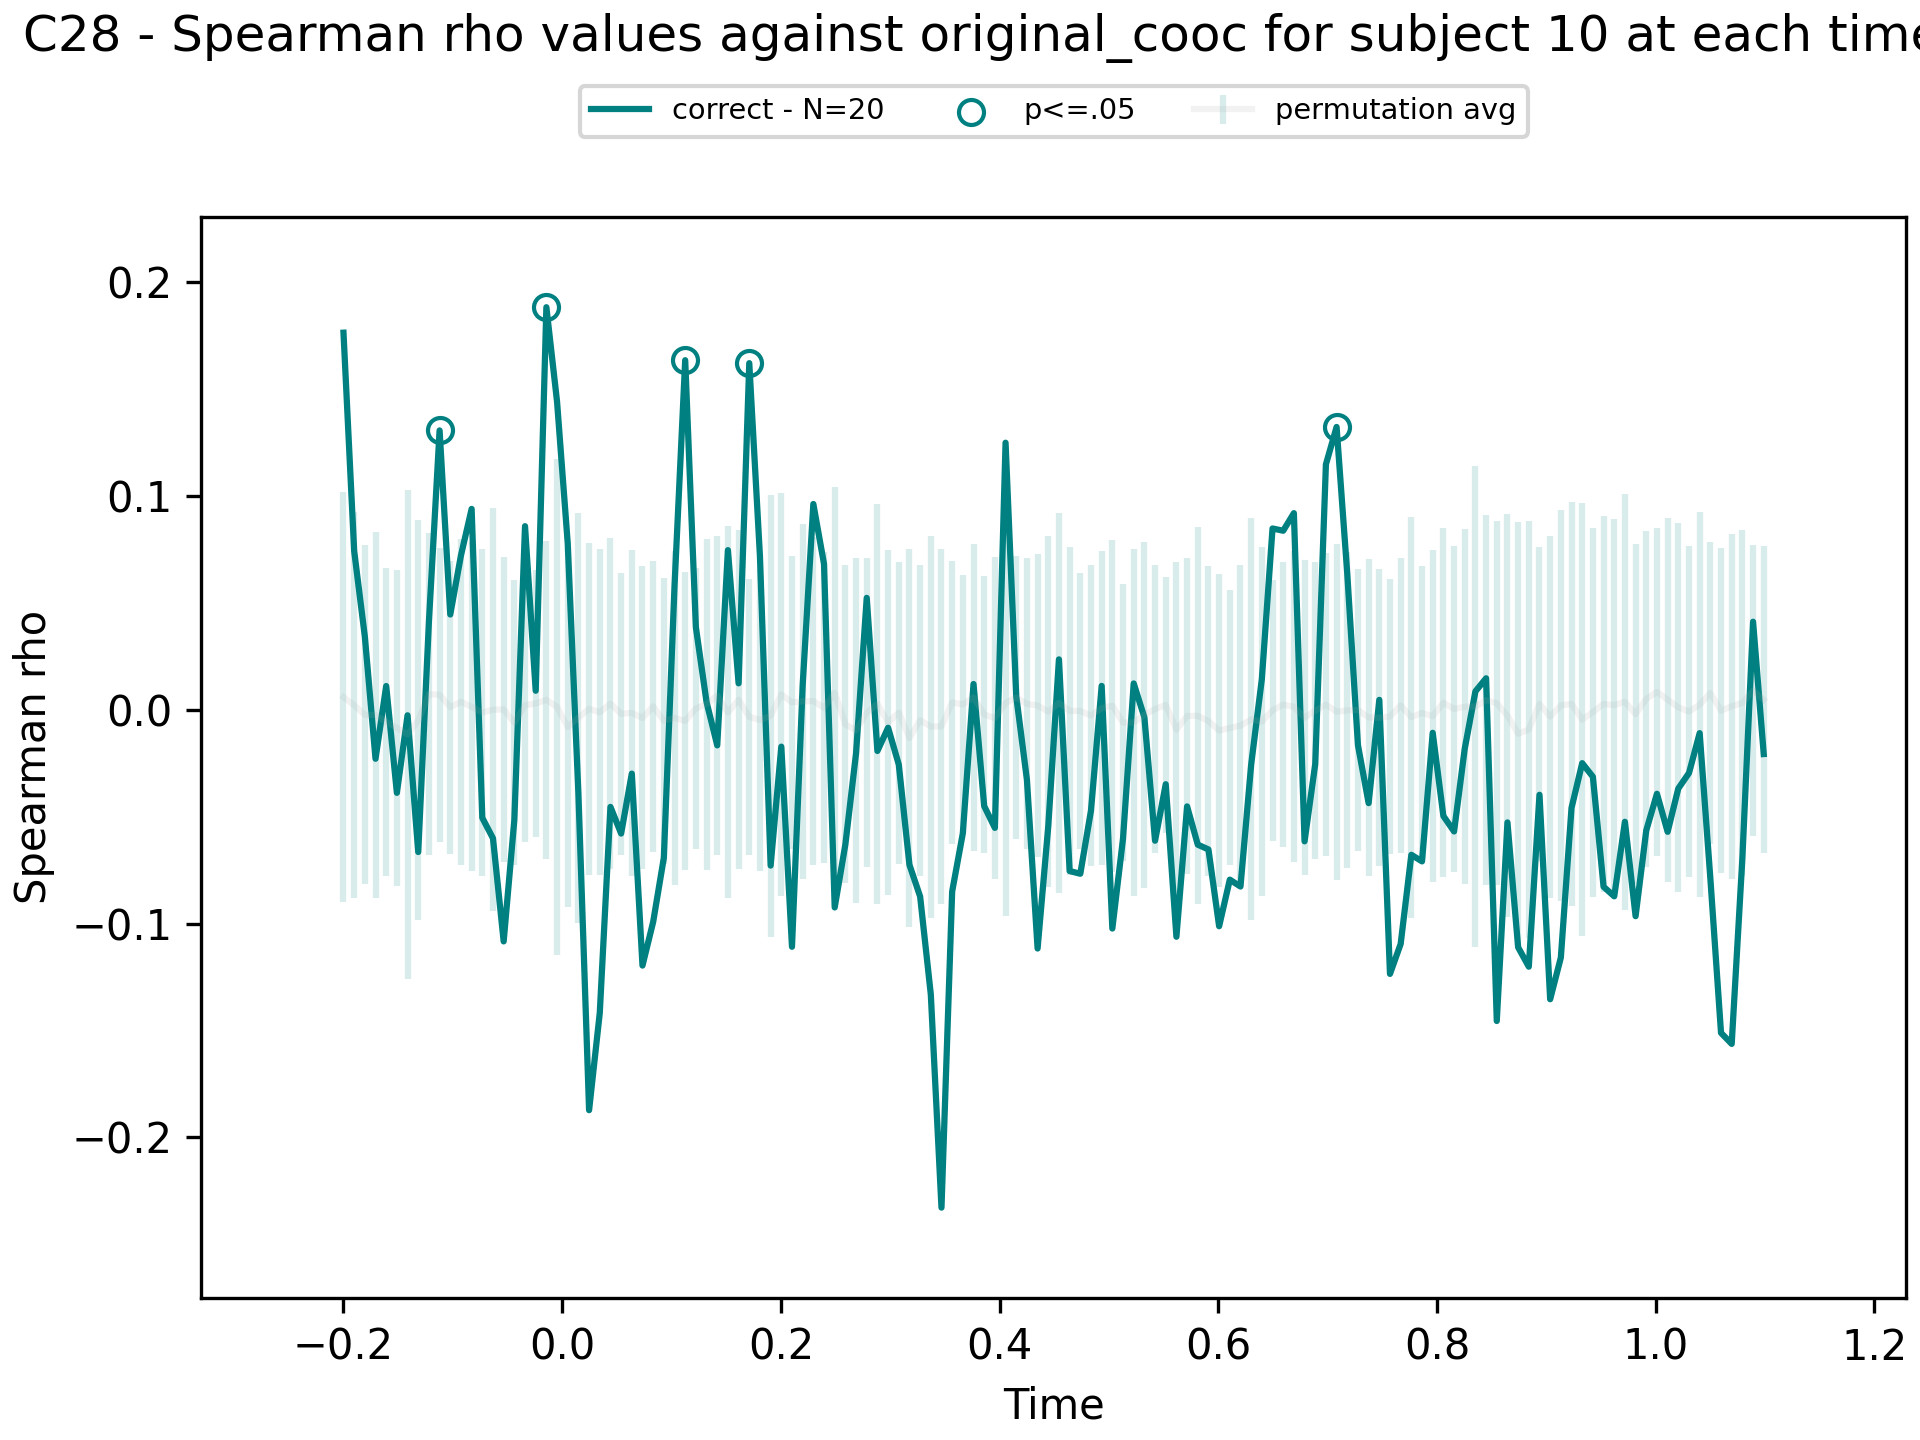 C28 - Spearman rho values against original_cooc for subject 10 at each time
correct - N=20 p<=.05 permutation avg
0.2
0.1
0.0
−0.1
−0.2
Spearman rho
−0.2 0.0 0.2 0.4 0.6 0.8 1.0 1.2
Time